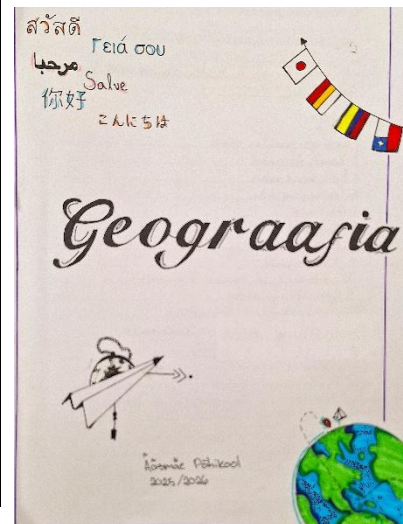 สวัสดี
Γειά σου
مرحبا
Salve
你好
こんにちは
Geograafia
Ääsmäe Põhikool
2025/2026